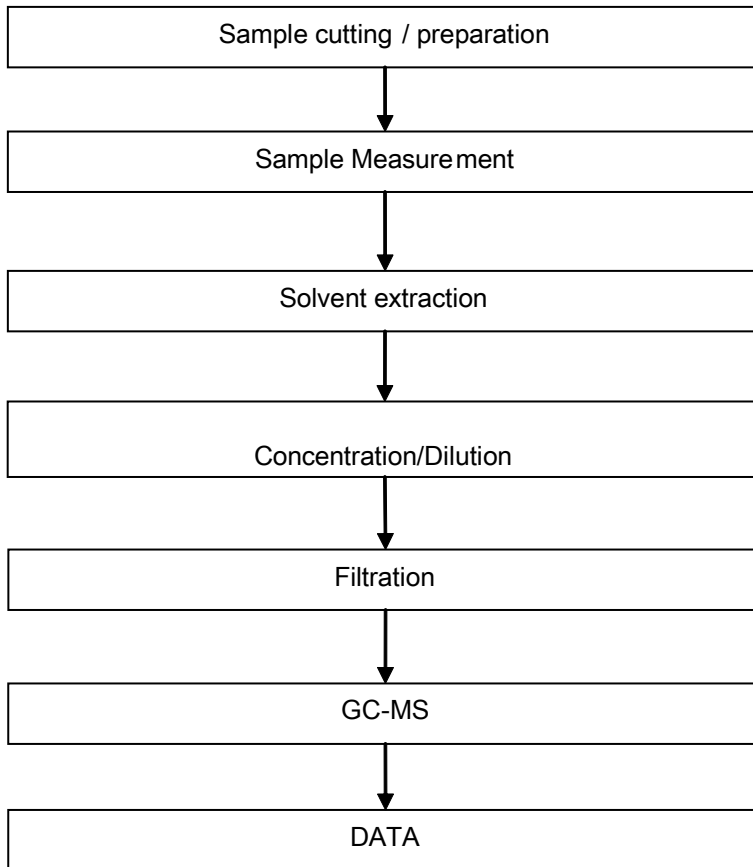 Sample cutting / preparation
Sample Measurement
Solvent extraction
Concentration/Dilution
Filtration
GC-MS
DATA